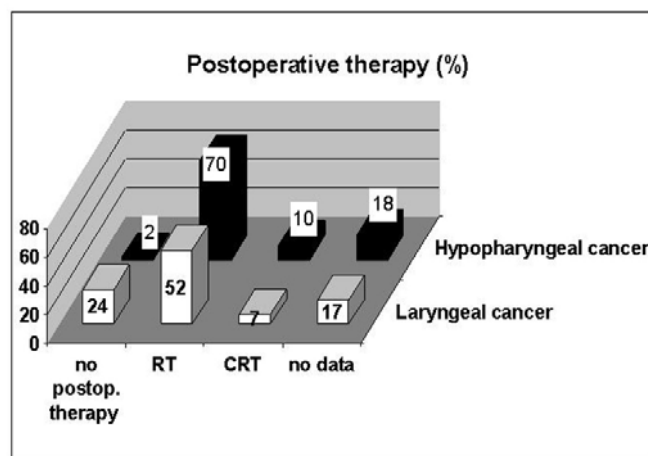 Postoperative therapy (%)
80
60
40
20
0
2
70
10
18
24
52
7
17
Hypopharyngeal cancer
Laryngeal cancer
no
postop.
therapy
RT
CRT
no data